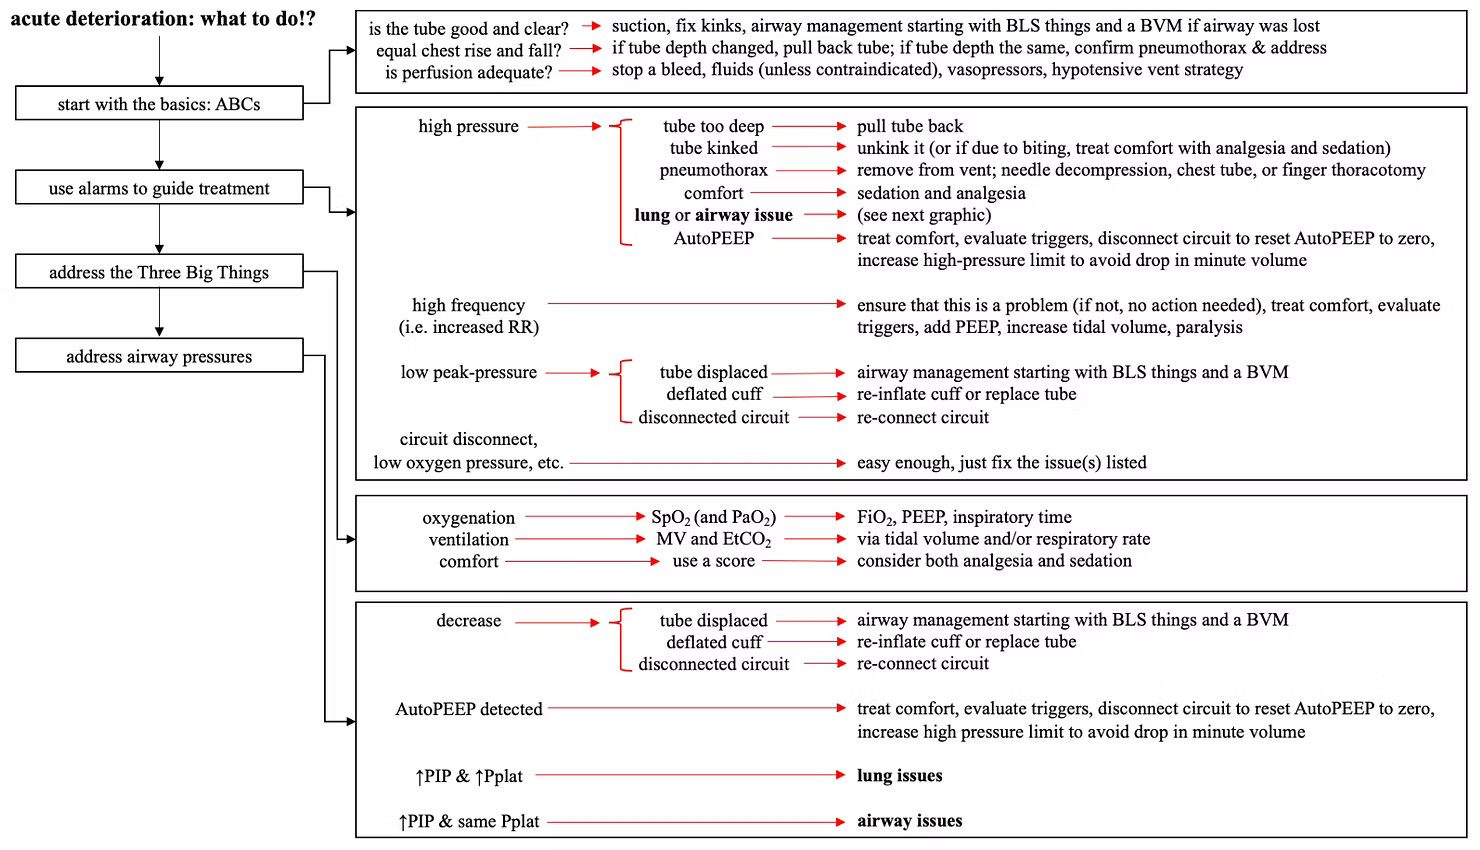 acute deterioration: what to do!?
start with the basics: ABCs
use alarms to guide treatment
address the Three Big Things
address airway pressures
is the tube good and clear? suction, fix kinks, airway management starting with BLS things and a BVM if airway was lost
equal chest rise and fall? if tube depth changed, pull back tube; if tube depth the same, confirm pneumothorax & address
is perfusion adequate? stop a bleed, fluids (unless contraindicated), vasopressors, hypotensive vent strategy
high pressure tube too deep pull tube back
tube kinked unkink it (or if due to biting, treat comfort with analgesia and sedation)
pneumothorax remove from vent; needle decompression, chest tube, or finger thoracotomy
comfort sedation and analgesia
lung or airway issue (see next graphic)
AutoPEEP treat comfort, evaluate triggers, disconnect circuit to reset AutoPEEP to zero,
increase high-pressure limit to avoid drop in minute volume
high frequency ensure that this is a problem (if not, no action needed), treat comfort, evaluate
(i.e. increased RR) triggers, add PEEP, increase tidal volume, paralysis
low peak-pressure tube displaced airway management starting with BLS things and a BVM
deflated cuff re-inflate cuff or replace tube
disconnected circuit re-connect circuit
circuit disconnect,
low oxygen pressure, etc. easy enough, just fix the issue(s) listed
oxygenation SpO₂ (and PaO₂) FiO₂, PEEP, inspiratory time
ventilation MV and EtCO₂ via tidal volume and/or respiratory rate
comfort use a score consider both analgesia and sedation
decrease tube displaced airway management starting with BLS things and a BVM
deflated cuff re-inflate cuff or replace tube
disconnected circuit re-connect circuit
AutoPEEP detected treat comfort, evaluate triggers, disconnect circuit to reset AutoPEEP to zero,
increase high pressure limit to avoid drop in minute volume
↑PIP & ↑Pplat lung issues
↑PIP & same Pplat airway issues